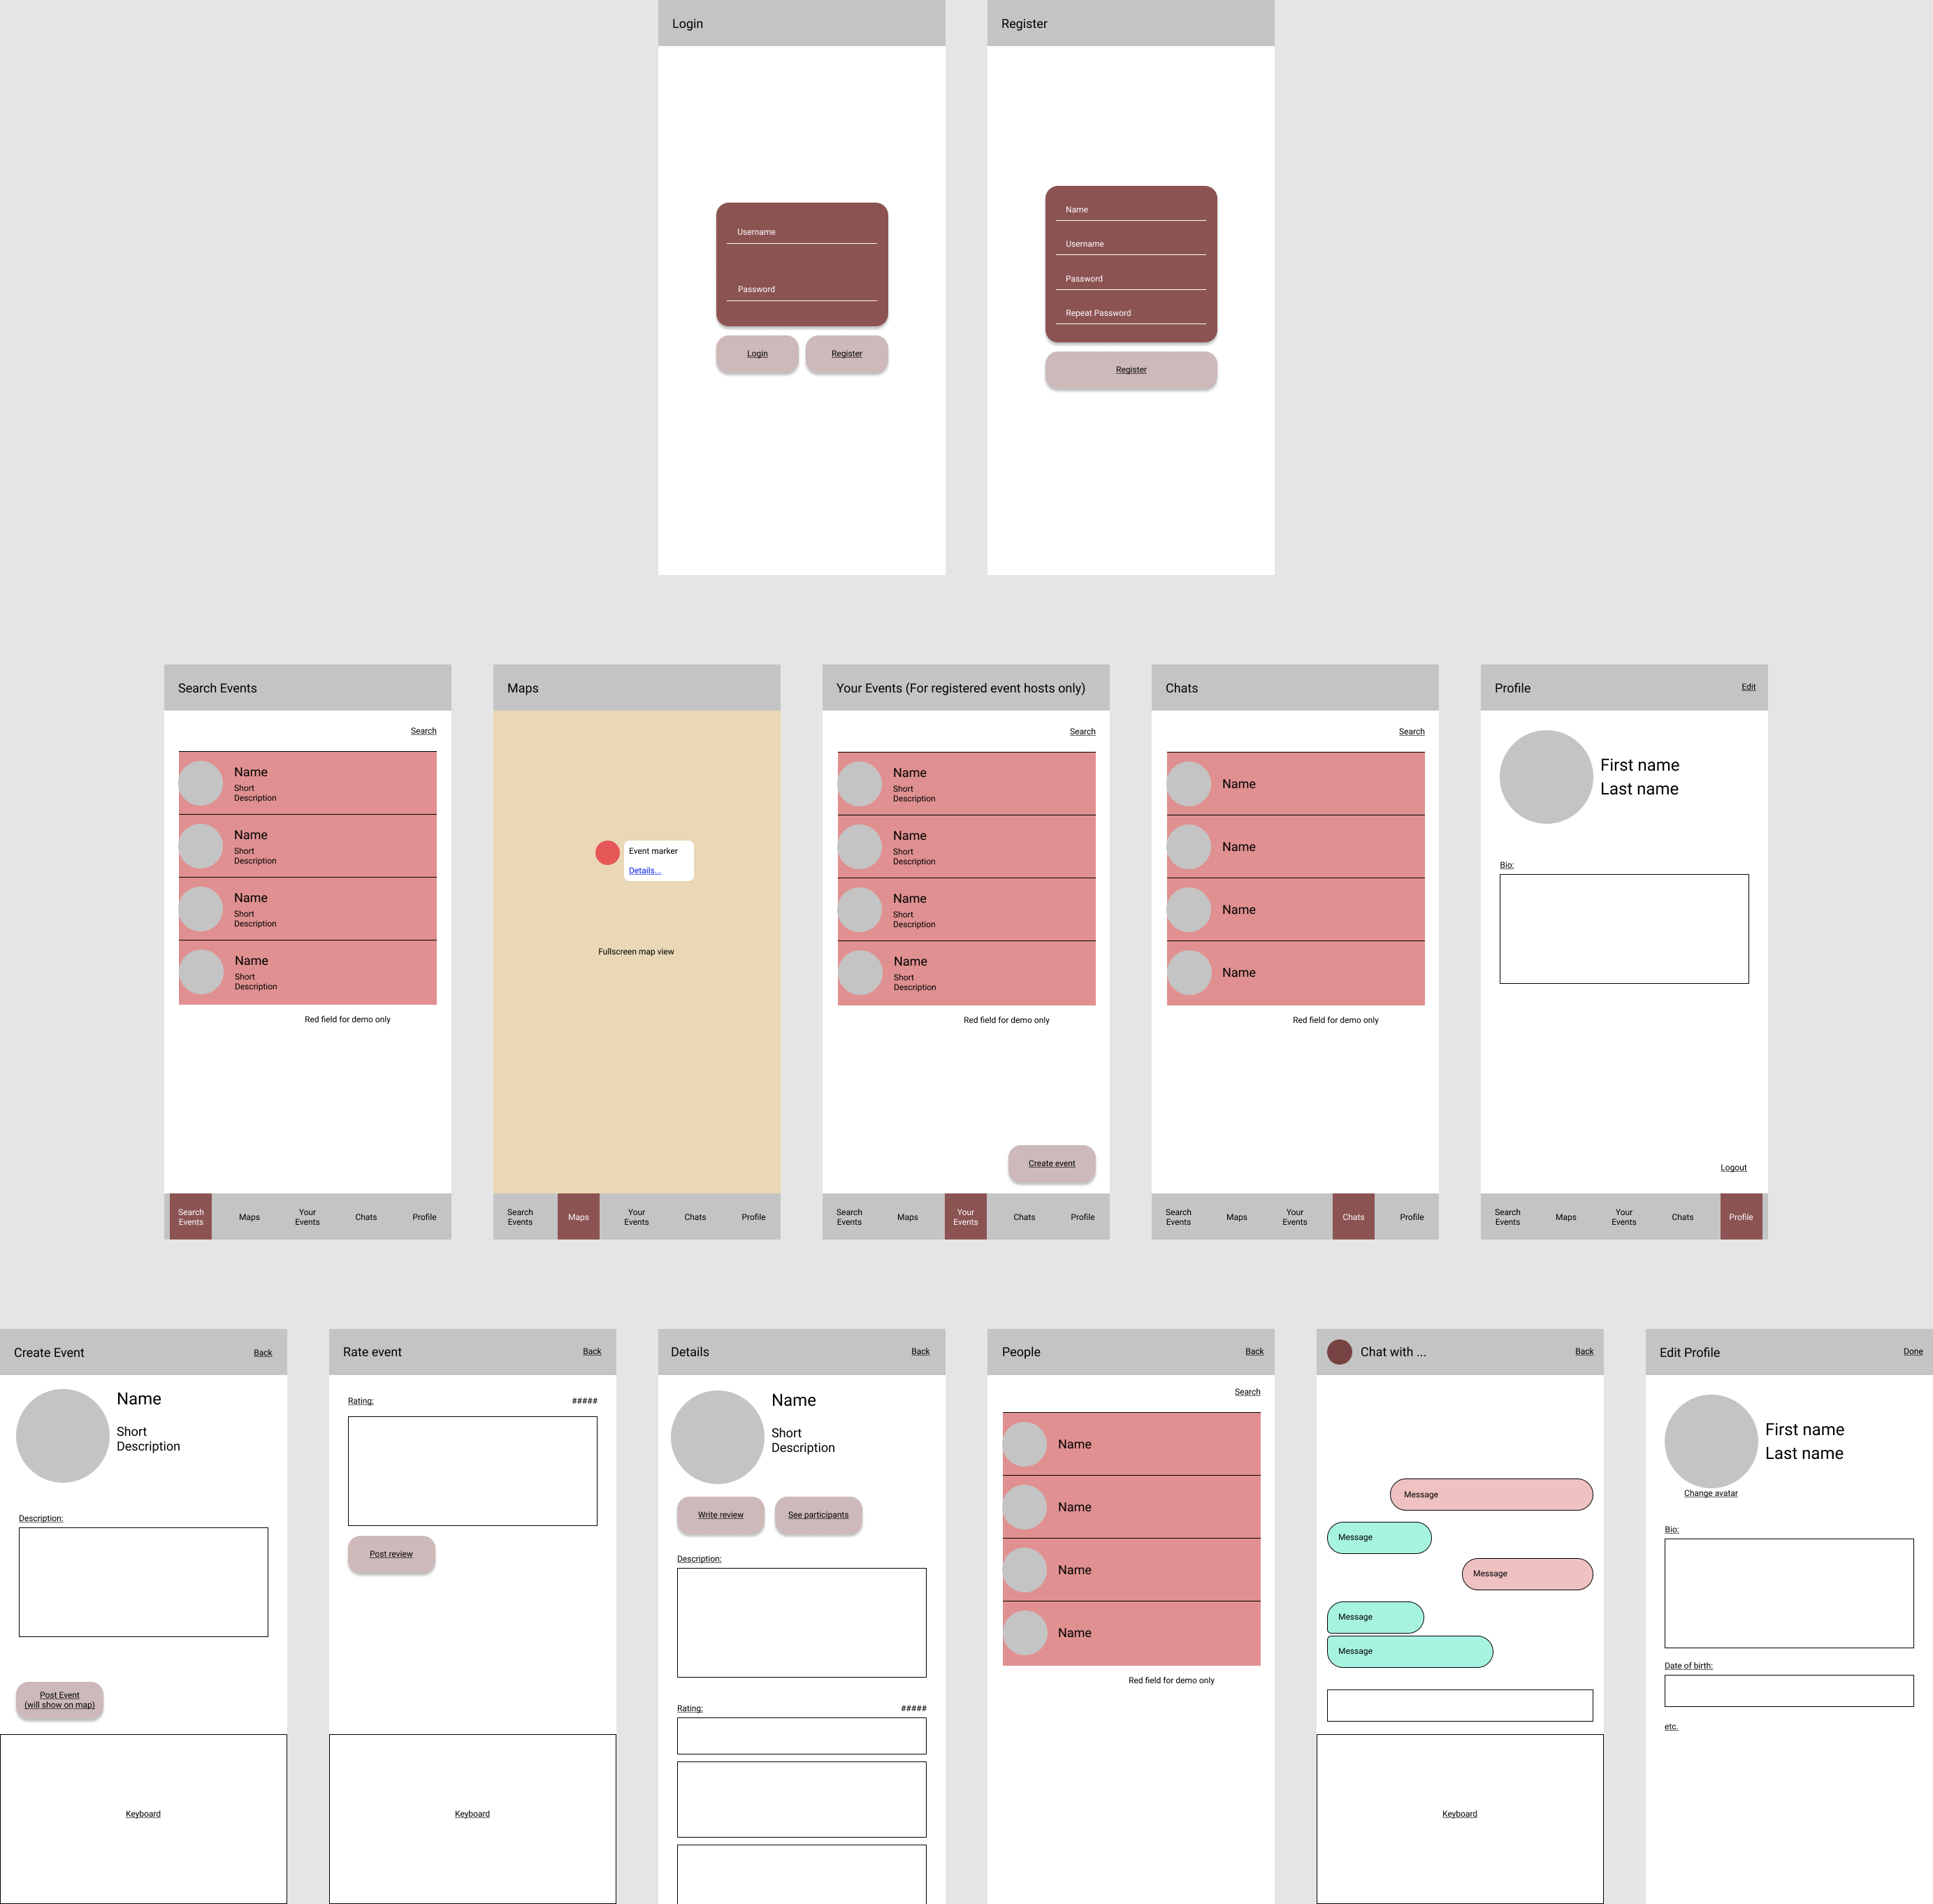 Login
Username
Password
Login
Register
Register
Name
Username
Password
Repeat Password
Register
Search Events
Search
Name
Short
Description
Name
Short
Description
Name
Short
Description
Name
Short
Description
Red field for demo only
Search
Events
Maps
Your
Events
Chats
Profile
Maps
Event marker
Details...
Fullscreen map view
Search
Events
Maps
Your
Events
Chats
Profile
Your Events (For registered event hosts only)
Search
Name
Short
Description
Name
Short
Description
Name
Short
Description
Name
Short
Description
Red field for demo only
Create event
Search
Events
Maps
Your
Events
Chats
Profile
Chats
Search
Name
Name
Name
Name
Red field for demo only
Search
Events
Maps
Your
Events
Chats
Profile
Profile
Edit
First name
Last name
Bio:
Logout
Search
Events
Maps
Your
Events
Chats
Profile
Create Event
Back
Name
Short
Description
Description:
Post Event
(will show on map)
Keyboard
Rate event
Back
Rating:
#####
Post review
Keyboard
Details
Back
Name
Short
Description
Write review
See participants
Description:
Rating:
#####
People
Back
Search
Name
Name
Name
Name
Red field for demo only
Chat with ...
Back
Message
Message
Message
Message
Message
Keyboard
Edit Profile
Done
First name
Last name
Change avatar
Bio:
Date of birth:
etc.